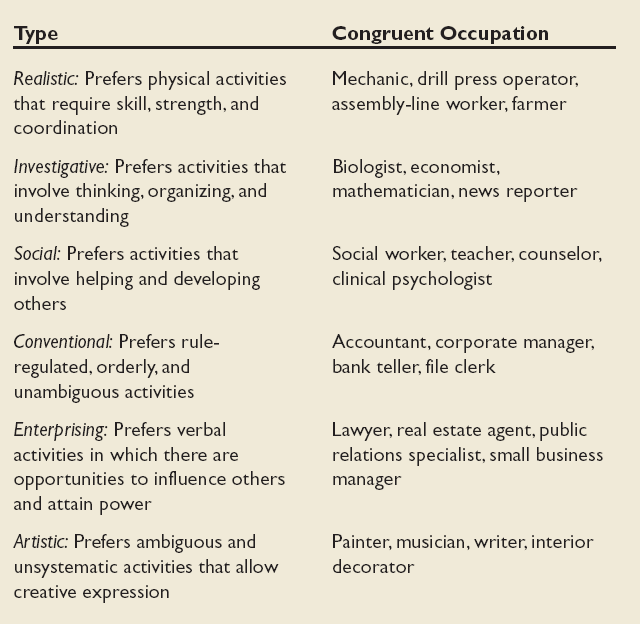 Type Congruent Occupation
Realistic: Prefers physical activities Mechanic, drill press operator,
that require skill, strength, and assembly-line worker, farmer
coordination
Investigative: Prefers activities that Biologist, economist,
involve thinking, organizing, and mathematician, news reporter
understanding
Social: Prefers activities that Social worker, teacher, counselor,
involve helping and developing clinical psychologist
others
Conventional: Prefers rule- Accountant, corporate manager,
regulated, orderly, and bank teller, file clerk
unambiguous activities
Enterprising: Prefers verbal Lawyer, real estate agent, public
activities in which there are relations specialist, small business
opportunities to influence others manager
and attain power
Artistic: Prefers ambiguous and Painter, musician, writer, interior
unsystematic activities that allow decorator
creative expression